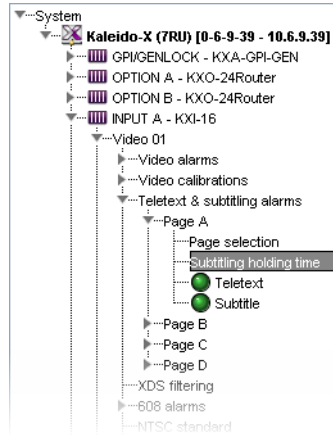 System
Kaleido-X (7RU) [0-6-9-39 - 10.6.9.39]
GPI/GENLOCK - KXA-GPI-GEN
OPTION A - KXO-24Router
OPTION B - KXO-24Router
INPUT A - KXI-16
Video 01
Video alarms
Video calibrations
Teletext & subtitling alarms
Page A
Page selection
Subtitling holding time
Teletext
Subtitle
Page B
Page C
Page D
XDS filtering
608 alarms
NTSC standard